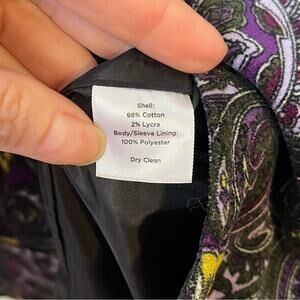 Shell:
98% Cotton
2% Lycra
Body/Sleeve Lining:
100% Polyester
Dry Clean